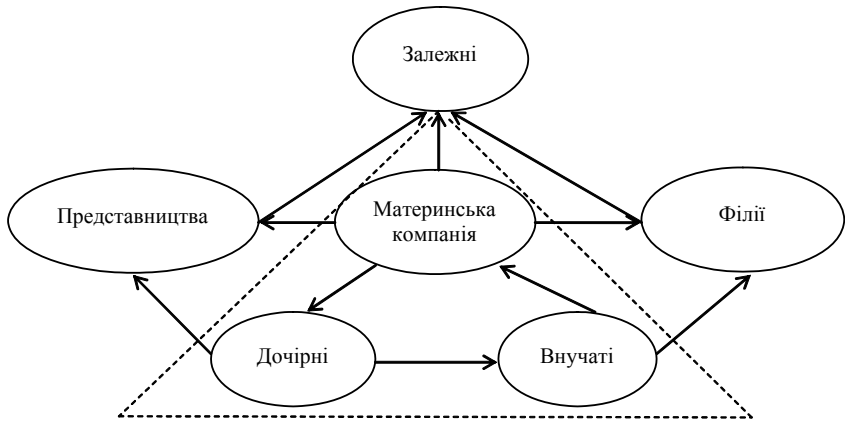 Залежні
Представництва
Материнська
компанія
Філії
Дочірні
Внучаті